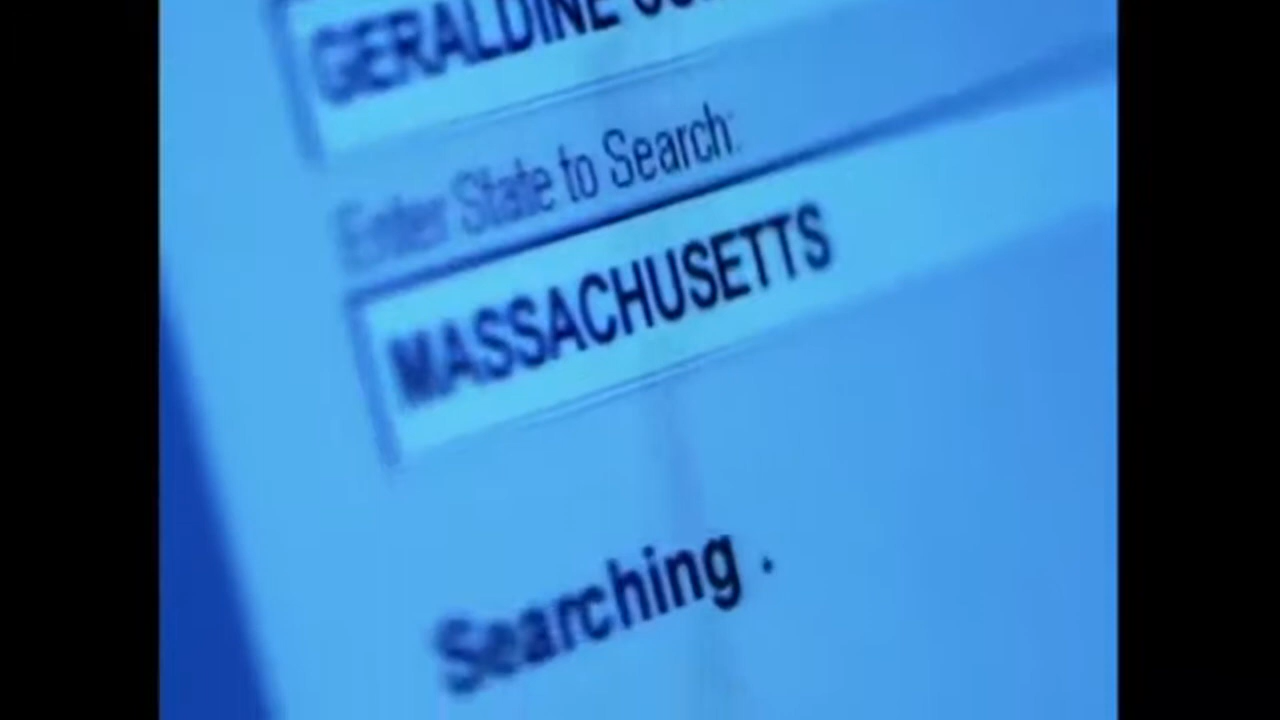 GERALDINE
Enter State to Search:
MASSACHUSETTS
Searching .